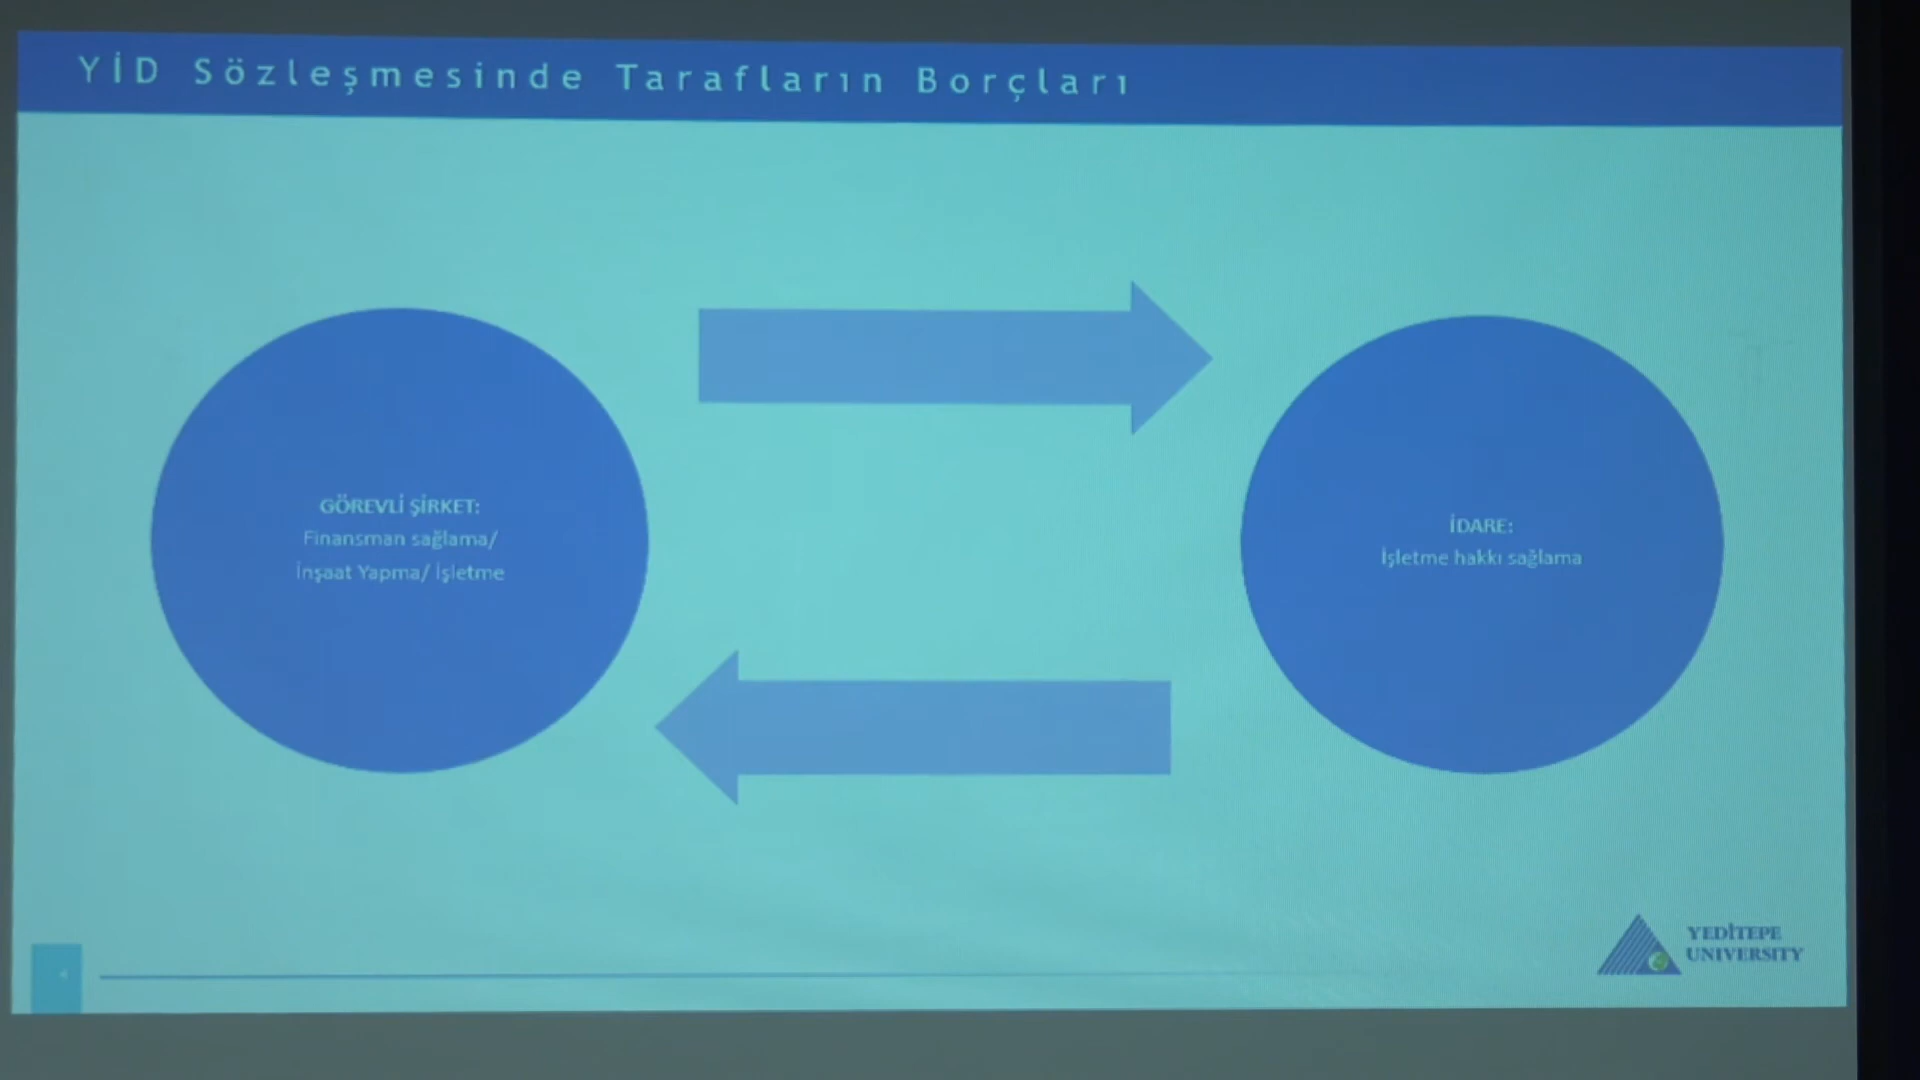 YİD Sözleşmesinde Tarafların Borçları
GÖREVLİ ŞİRKET:
Finansman sağlama/
İnşaat Yapma/ İşletme
İDARE:
İşletme hakkı sağlama
YEDİTEPE
UNIVERSITY